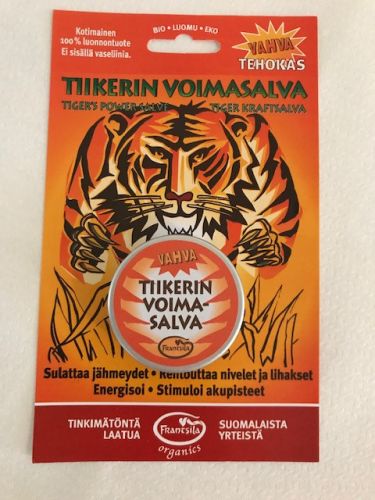 Kotimainen
100% luonnontuote
Ei sisällä vaseliinia.
BIO • LUOMU • EKO
VAHVA
TEHOKAS
TIIKERIN VOIMASALVA
TIGER'S POWER SALVE TIGER KRAFTSALVA
VAHVA
TIIKERIN
VOIMA-
SALVA
Frantsila
Sulattaa jähmeydet • Rentouttaa nivelet ja lihakset
Energisoi • Stimuloi akupisteet
TINKIMÄTÖNTÄ
LAATUA
Frantsila
organics
SUOMALAISTA
YRTEISTÄ